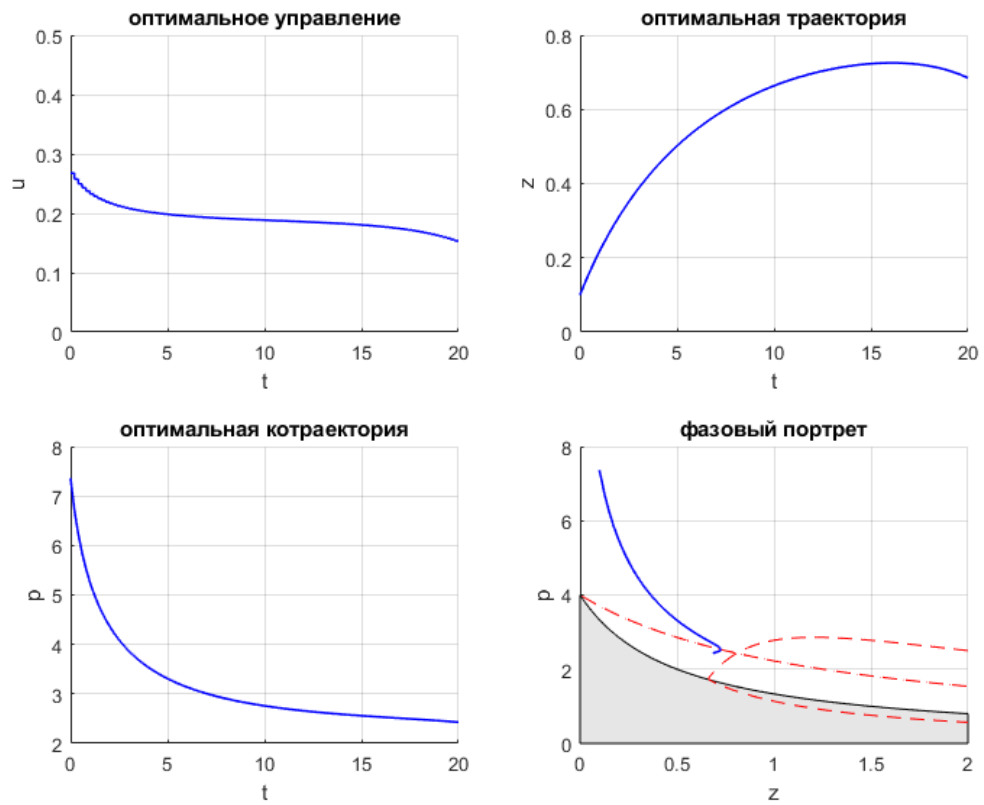 оптимальное управление
0.5
0.4
0.3
0.2
0.1
0
u
0 5 10 15 20
t
оптимальная траектория
0.8
0.6
0.4
0.2
0
z
0 5 10 15 20
t
оптимальная котраектория
8
7
6
5
4
3
2
p
0 5 10 15 20
t
фазовый портрет
8
6
4
2
0
p
0 0.5 1 1.5 2
z